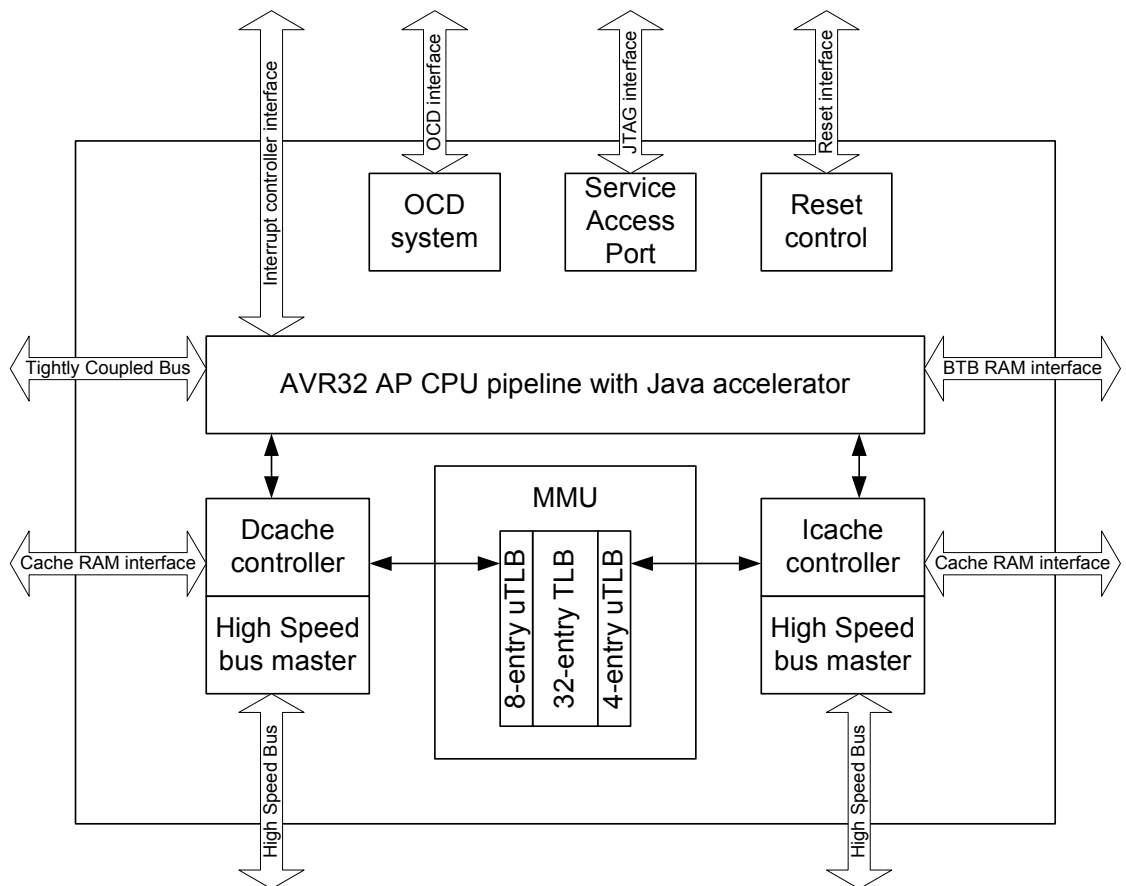 Interrupt controller interface
OCD interface
JTAG interface
Reset interface
OCD
system
Service
Access
Port
Reset
control
Tightly Coupled Bus
AVR32 AP CPU pipeline with Java accelerator
BTB RAM interface
Cache RAM interface
Dcache
controller
High Speed
bus master
MMU
8-entry uTLB
32-entry TLB
4-entry uTLB
Icache
controller
High Speed
bus master
Cache RAM interface
High Speed Bus
High Speed Bus